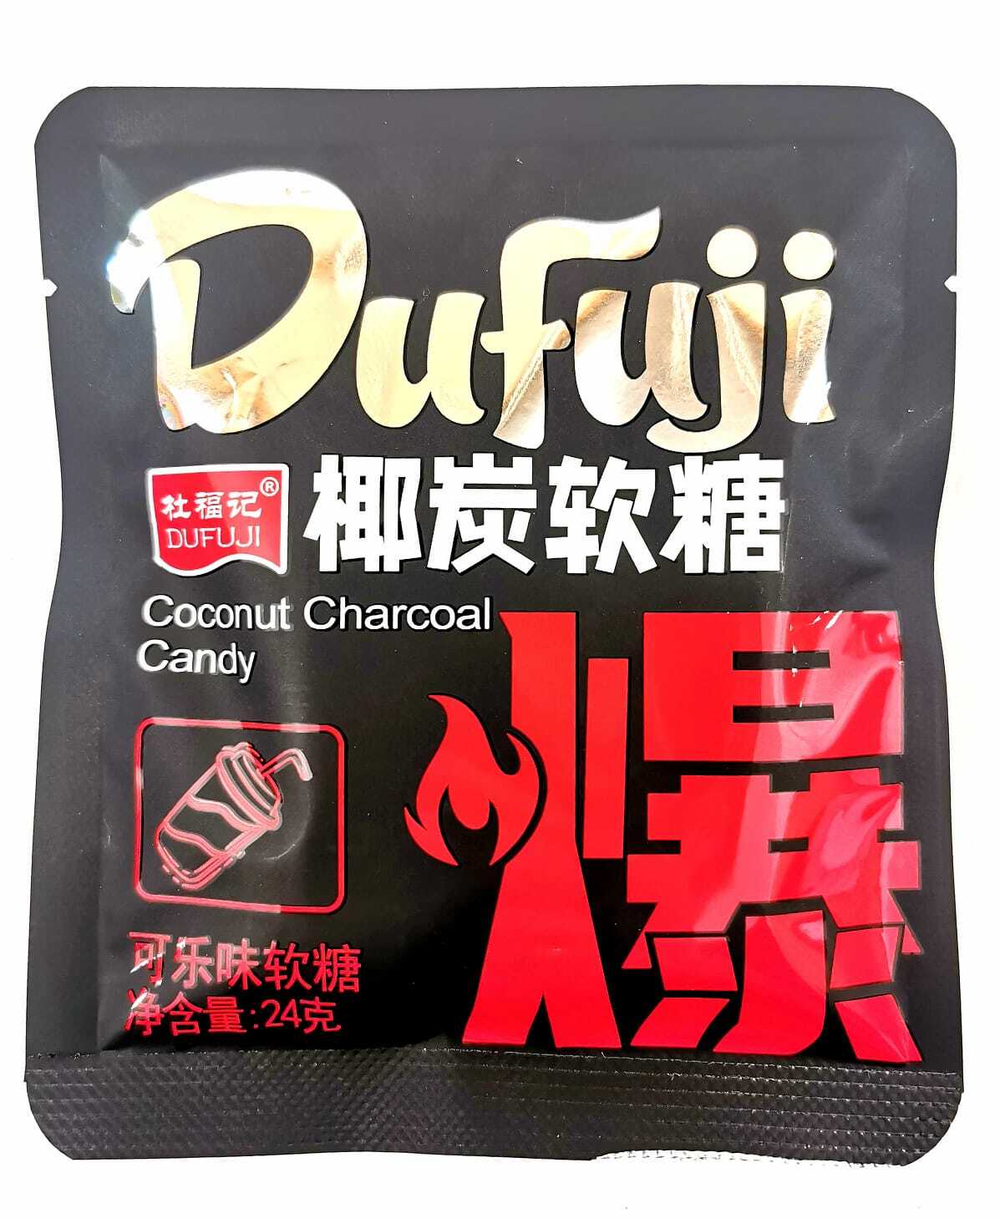 Dufuji
杜福记®
DUFUJI
椰炭软糖
Coconut Charcoal
Candy
爆
可乐味软糖
净含量:24克